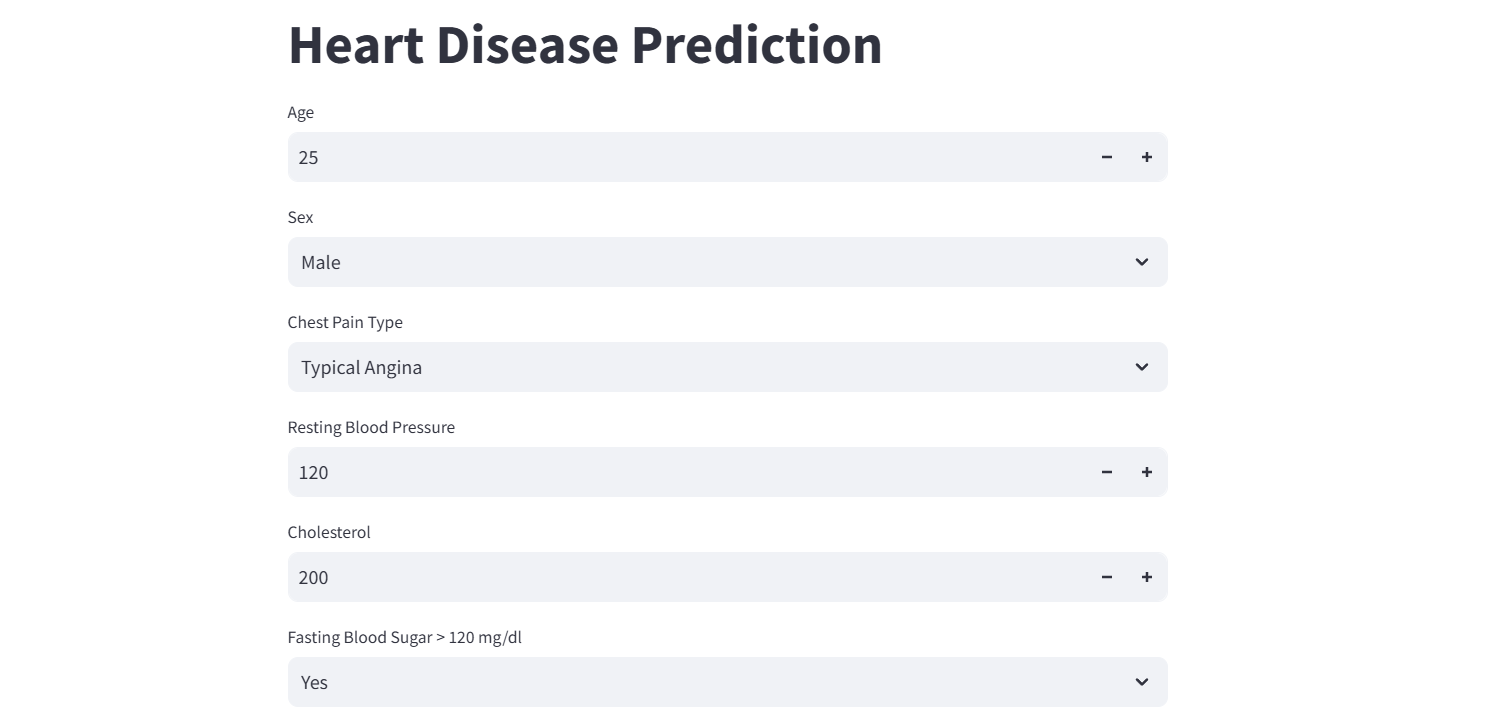 Heart Disease Prediction
Age
25
Sex
Male
Chest Pain Type
Typical Angina
Resting Blood Pressure
120
Cholesterol
200
Fasting Blood Sugar > 120 mg/dl
Yes